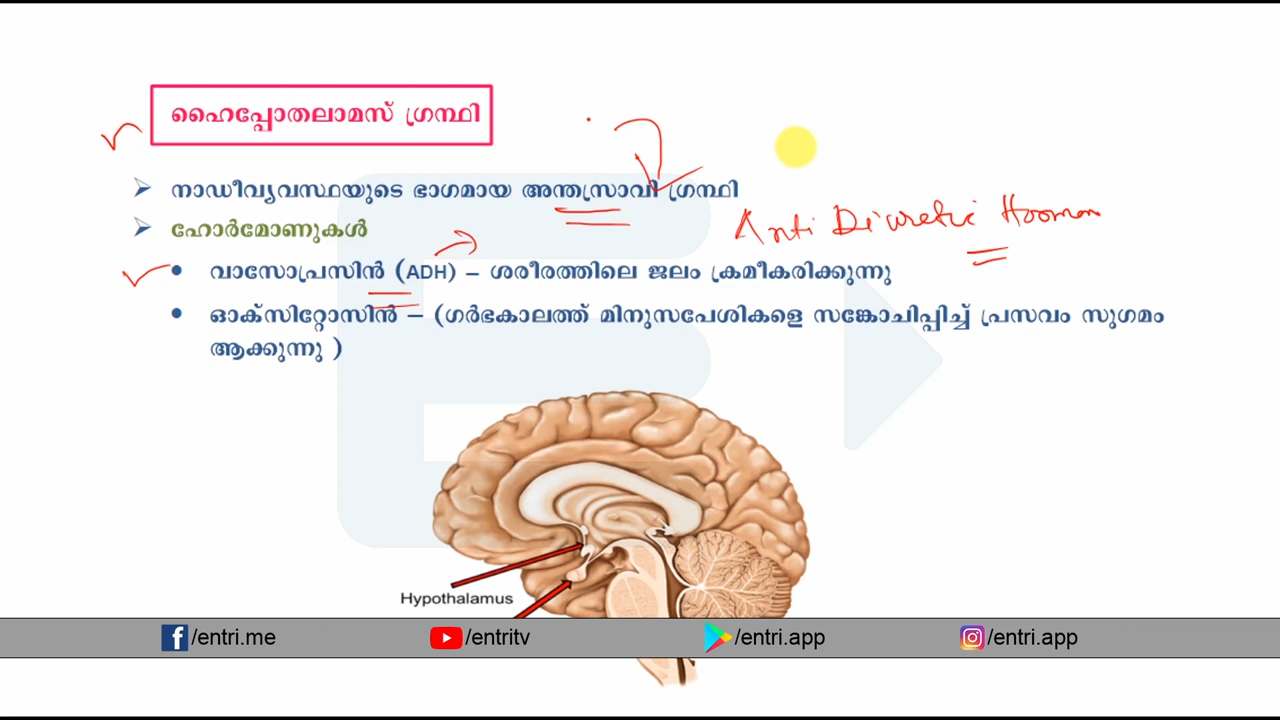 ഹൈപ്പോതലാമസ് ഗ്രന്ഥി
നാഡീവ്യവസ്ഥയുടെ ഭാഗമായ അന്തസ്രാവി ഗ്രന്ഥി
Anti Diuretic Hormon
ഹോർമോണുകൾ
വാസോപ്രസിൻ (ADH) – ശരീരത്തിലെ ജലം ക്രമീകരിക്കുന്നു
ഓക്സിറ്റോസിൻ – (ഗർഭകാലത്ത് മിനുസപേശികളെ സങ്കോചിപ്പിച്ച് പ്രസവം സുഗമം
ആക്കുന്നു )
Hypothalamus
/entri.me /entritv /entri.app /entri.app